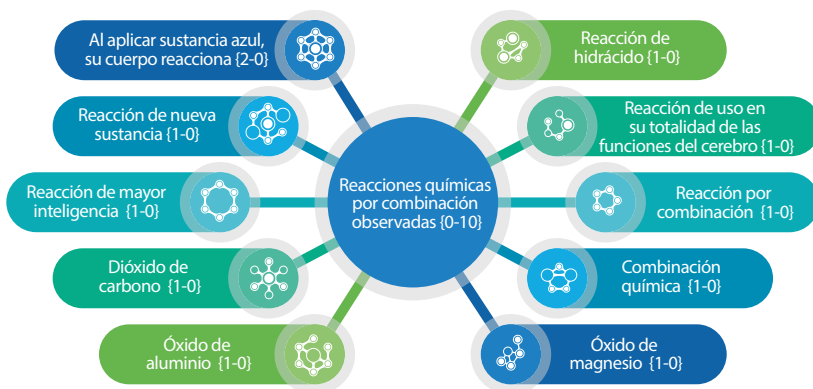 Al aplicar sustancia azul,
su cuerpo reacciona {2-0}
Reacción de nueva
sustancia {1-0}
Reacción de mayor
inteligencia {1-0}
Dióxido de
carbono {1-0}
Óxido de
aluminio {1-0}
Reacciones químicas
por combinación
observadas {0-10}
Reacción de
hidrácido {1-0}
Reacción de uso en
su totalidad de las
funciones del cerebro {1-0}
Reacción por
combinación {1-0}
Combinación
química {1-0}
Óxido de
magnesio {1-0}